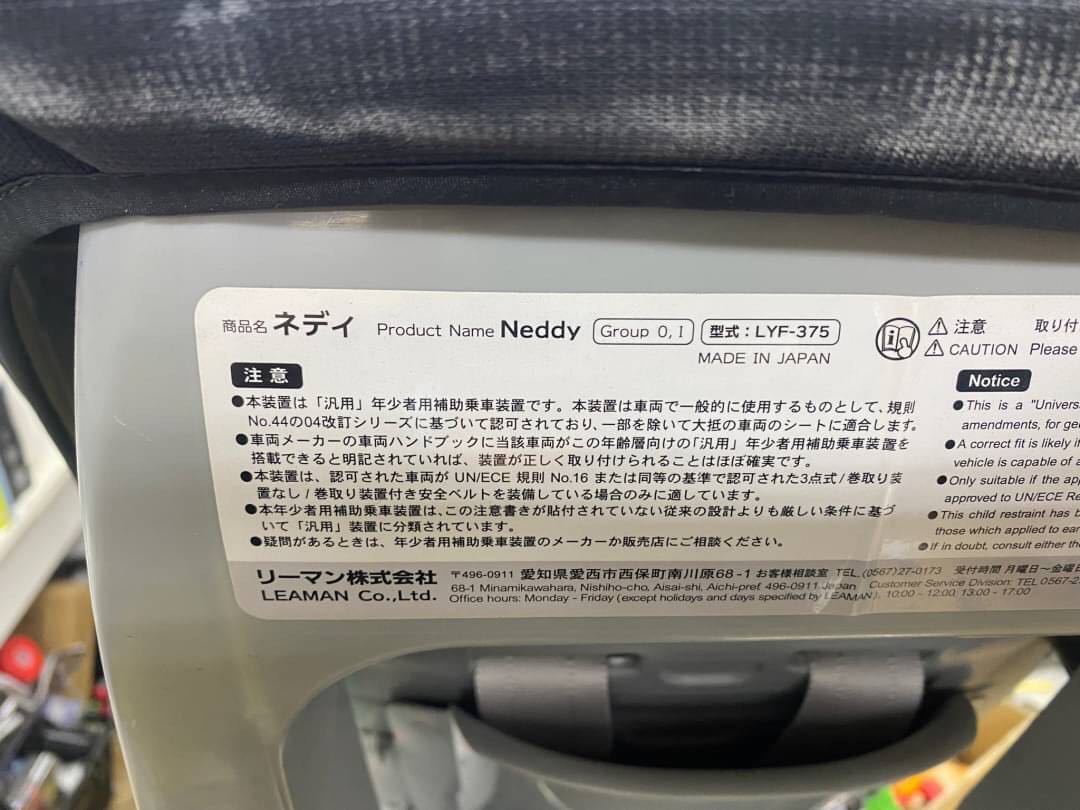 商品名 ネディ Product Name Neddy Group 0, I 型式：LYF-375
MADE IN JAPAN
注意
●本装置は「汎用」年少者用補助乗車装置です。本装置は車両で一般的に使用するものとして、規則
No.44の04改訂シリーズに基づいて認可されており、一部を除いて大抵の車両のシートに適合します。
●車両メーカーの車両ハンドブックに当該車両がこの年齢層向けの「汎用」年少者用補助乗車装置を
搭載できると明記されていれば、装置が正しく取り付けられることはほぼ確実です。
●本装置は、認可された車両が UN/ECE 規則 No.16 または同等の基準で認可された3点式/巻取り装
置なし/巻取り装置付き安全ベルトを装備している場合のみに適しています。
●本年少者用補助乗車装置は、この注意書きが貼付されていない従来の設計よりも厳しい条件に基づ
いて「汎用」装置に分類されています。
●疑問があるときは、年少者用補助乗車装置のメーカーか販売店にご相談ください。
⚠ 注意 取り付
⚠ CAUTION Please
Notice
●This is a "Univers
amendments, for ge
●A correct fit is likely i
vehicle is capable of a
●Only suitable if the ap
approved to UN/ECE Re
●This child restraint has b
those which applied to ear
●If in doubt, consult either the
リーマン株式会社 〒496-0911 愛知県愛西市西保町南川原68-1 お客様相談室 TEL.(0567)27-0173 受付時間 月曜日～金曜日
LEAMAN Co.,Ltd. 68-1 Minamikawahara, Nishiho-cho, Aisai-shi, Aichi-pref 496-0911 Japan Customer Service Division: TEL 0567-2
Office hours: Monday - Friday (except holidays and days specified by LEAMAN), 10:00 - 12:00, 13:00 - 17:00